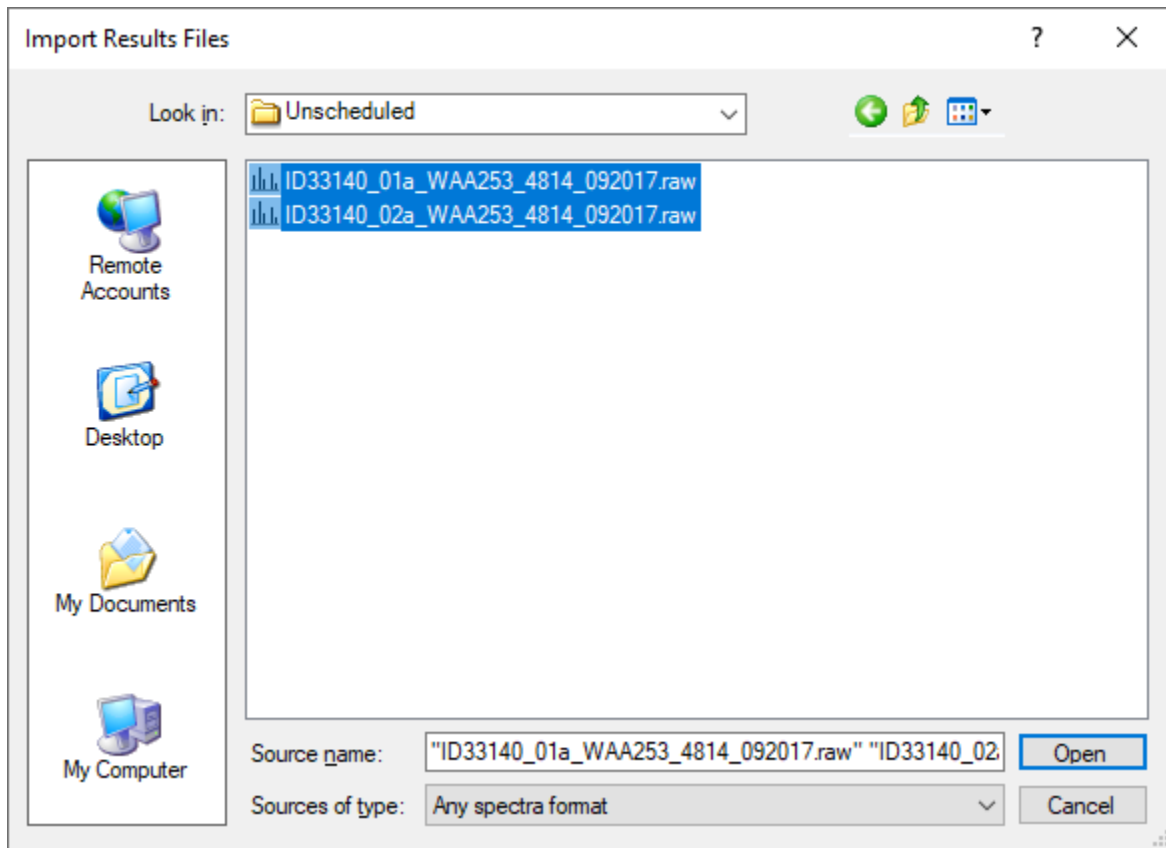 Import Results Files
?
Look in:
Unscheduled
Remote
Accounts
Desktop
My Documents
My Computer
ID33140_01a_WAA253_4814_092017.raw
ID33140_02a_WAA253_4814_092017.raw
Source name:
"ID33140_01a_WAA253_4814_092017.raw" "ID33140_02
Open
Sources of type:
Any spectra format
Cancel